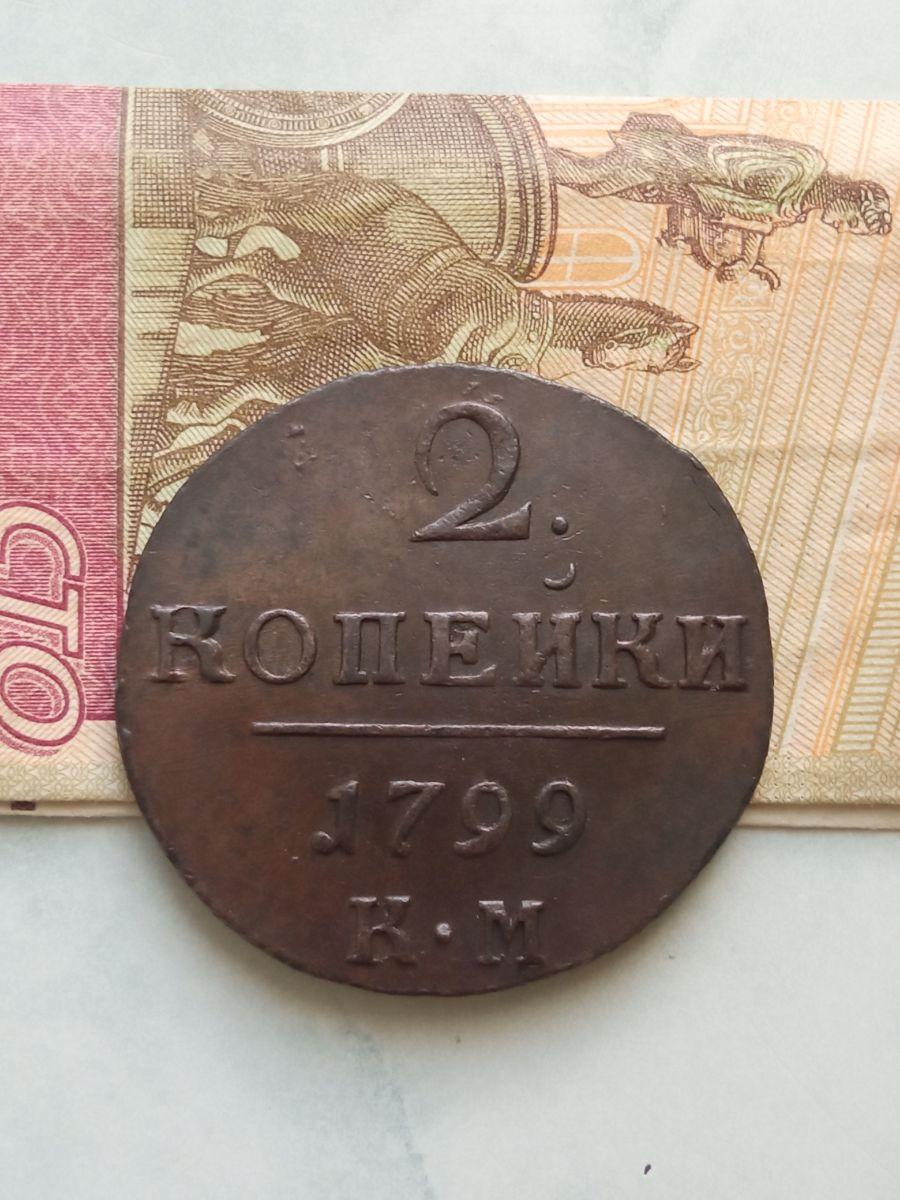 2.
КОПЕЙКИ
1799
К·М
СТО